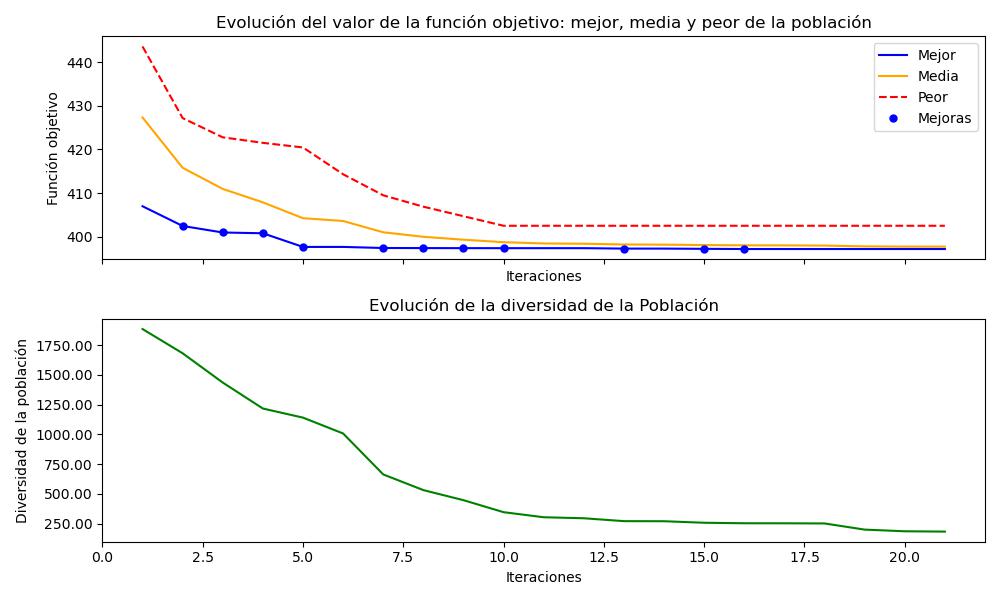 Evolución del valor de la función objetivo: mejor, media y peor de la población
Función objetivo
440
430
420
410
400
Mejor
Media
Peor
Mejoras
Iteraciones
Evolución de la diversidad de la Población
Diversidad de la población
1750.00
1500.00
1250.00
1000.00
750.00
500.00
250.00
0.0 2.5 5.0 7.5 10.0 12.5 15.0 17.5 20.0
Iteraciones